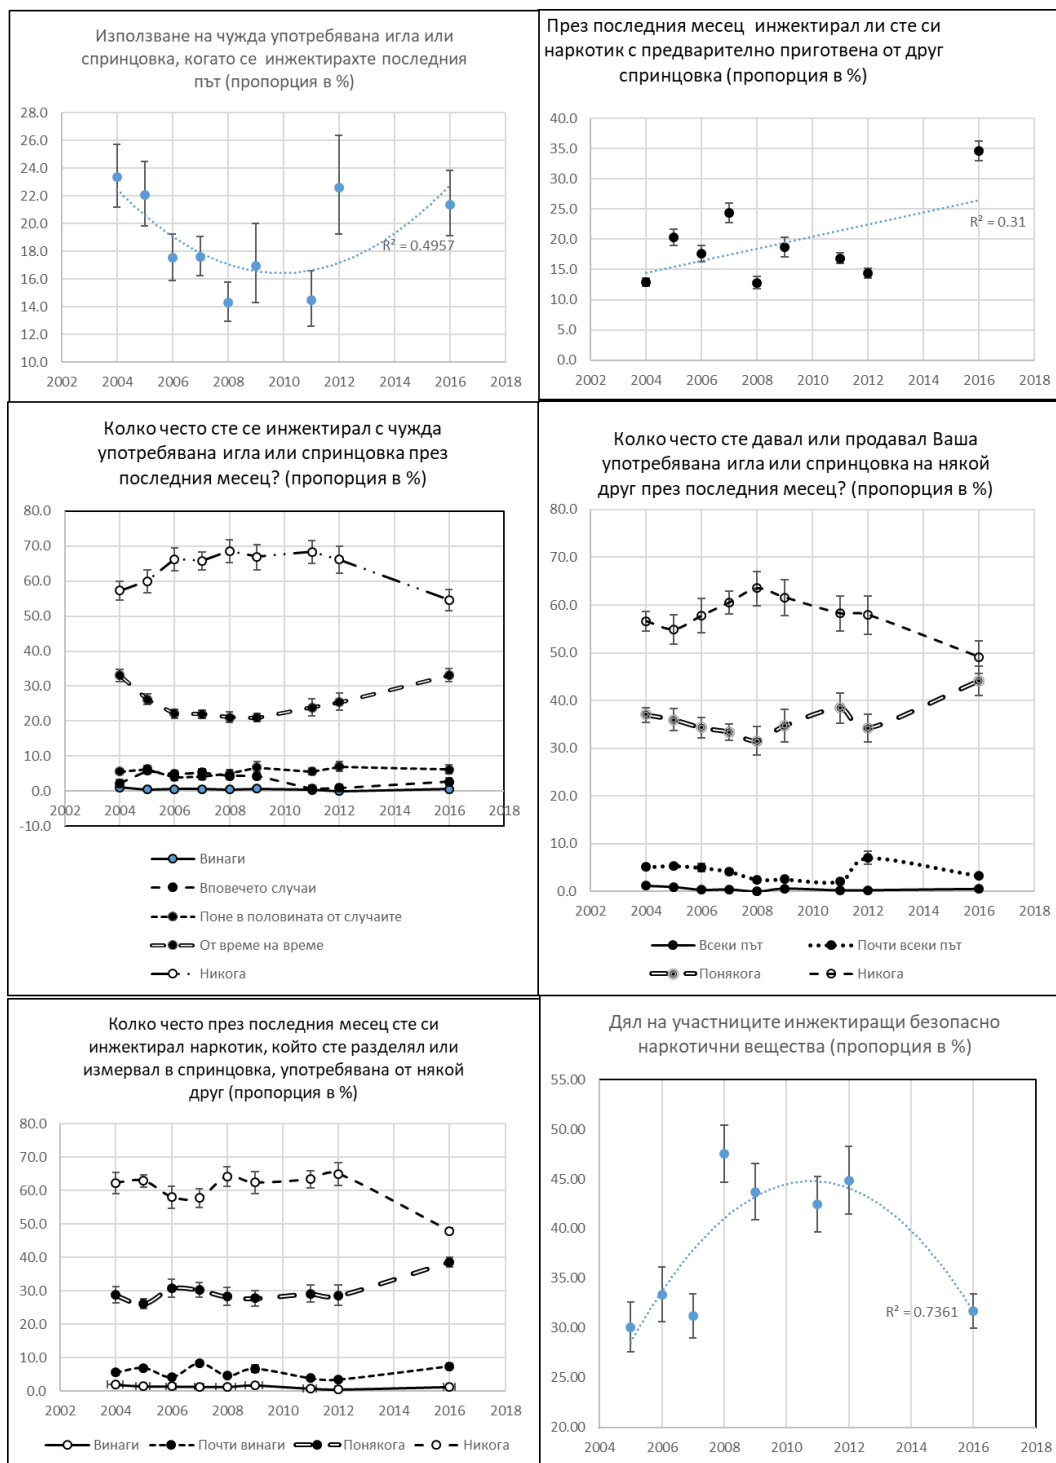 Използване на чужда употребявана игла или
спринцовка, когато се инжектирахте последния
път (пропорция в %)
28.0
26.0
24.0
22.0
20.0
18.0
16.0
14.0
12.0
10.0
R² = 0.4957
2002 2004 2006 2008 2010 2012 2014 2016 2018
През последния месец инжектирал ли сте си
наркотик с предварително приготвена от друг
спринцовка (пропорция в %)
40.0
35.0
30.0
25.0
20.0
15.0
10.0
5.0
0.0
R² = 0.31
2002 2004 2006 2008 2010 2012 2014 2016 2018
Колко често сте се инжектирал с чужда
употребявана игла или спринцовка през
последния месец? (пропорция в %)
80.0
70.0
60.0
50.0
40.0
30.0
20.0
10.0
0.0
2002 2004 2006 2008 2010 2012 2014 2016 2018
-10.0
Винаги
Вповечето случаи
Поне в половината от случаите
От време на време
Никога
Колко често сте давал или продавал Ваша
употребявана игла или спринцовка на някой
друг през последния месец? (пропорция в %)
80.0
70.0
60.0
50.0
40.0
30.0
20.0
10.0
0.0
2002 2004 2006 2008 2010 2012 2014 2016 2018
Всеки път Почти всеки път
Понякога Никога
Колко често през последния месец сте си
инжектирал наркотик, който сте разделял или
измервал в спринцовка, употребявана от някой
друг (пропорция в %)
80.0
70.0
60.0
50.0
40.0
30.0
20.0
10.0
0.0
2002 2004 2006 2008 2010 2012 2014 2016 2018
Винаги Почти винаги Понякога Никога
Дял на участниците инжектиращи безопасно
наркотични вещества (пропорция в %)
55.00
50.00
45.00
40.00
35.00
30.00
25.00
20.00
R² = 0.7361
2004 2006 2008 2010 2012 2014 2016 2018